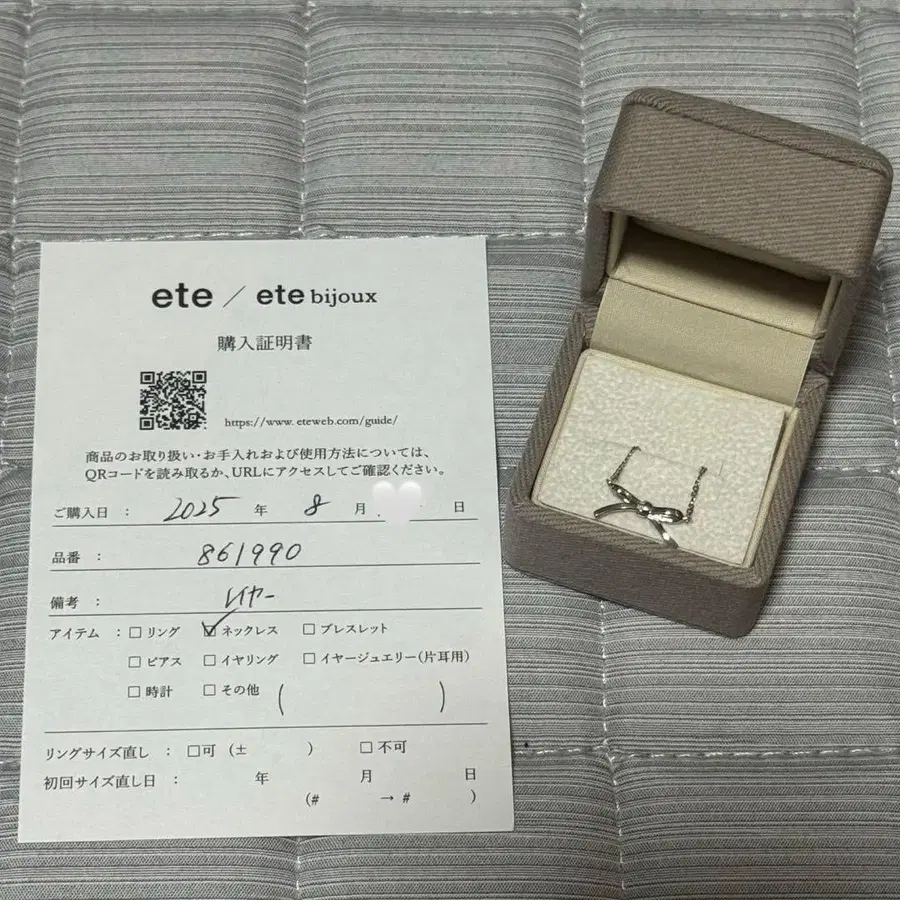 ete / ete bijoux
購入証明書
https://www.eteweb.com/guide/
商品のお取り扱い・お手入れおよび使用方法については、
QRコードを読み取るか、URLにアクセスしてご確認ください。
ご購入日 : 2025 年 8 月 日
品番 : 861990
備考 : レイヤー
アイテム : □ リング ☑ ネックレス □ ブレスレット
□ ピアス □ イヤリング □ イヤージュエリー(片耳用)
□ 時計 □ その他 ( )
リングサイズ直し : □可 (± ) □ 不可
初回サイズ直し日 : 年 月 日
(# → # )